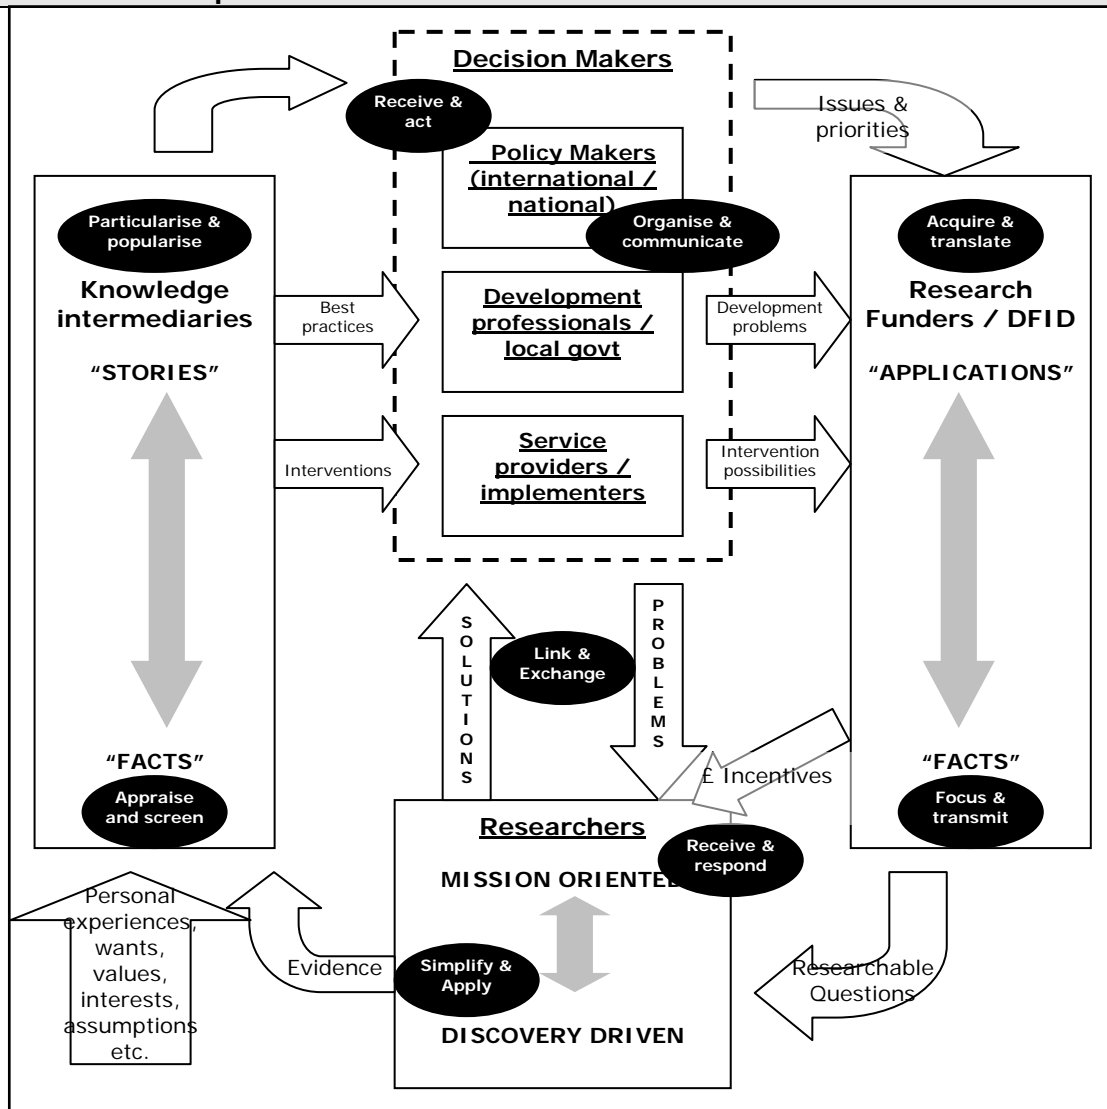 Decision Makers
Receive &
act
Issues &
priorities
Policy Makers
(international /
national)
Particularise &
popularise
Organise &
communicate
Acquire &
translate
Knowledge
intermediaries
Best
practices
Development
professionals /
local govt
Development
problems
Research
Funders / DFID
“STORIES”
“APPLICATIONS”
Interventions
Service
providers /
implementers
Intervention
possibilities
SOLUTIONS
Link &
Exchange
PROBLEMS
“FACTS”
£ Incentives
“FACTS”
Appraise
and screen
Focus &
transmit
Researchers
Receive &
respond
MISSION ORIENTED
Personal
experiences,
wants,
values,
interests,
assumptions
etc.
Evidence
Simplify &
Apply
Researchable
Questions
DISCOVERY DRIVEN